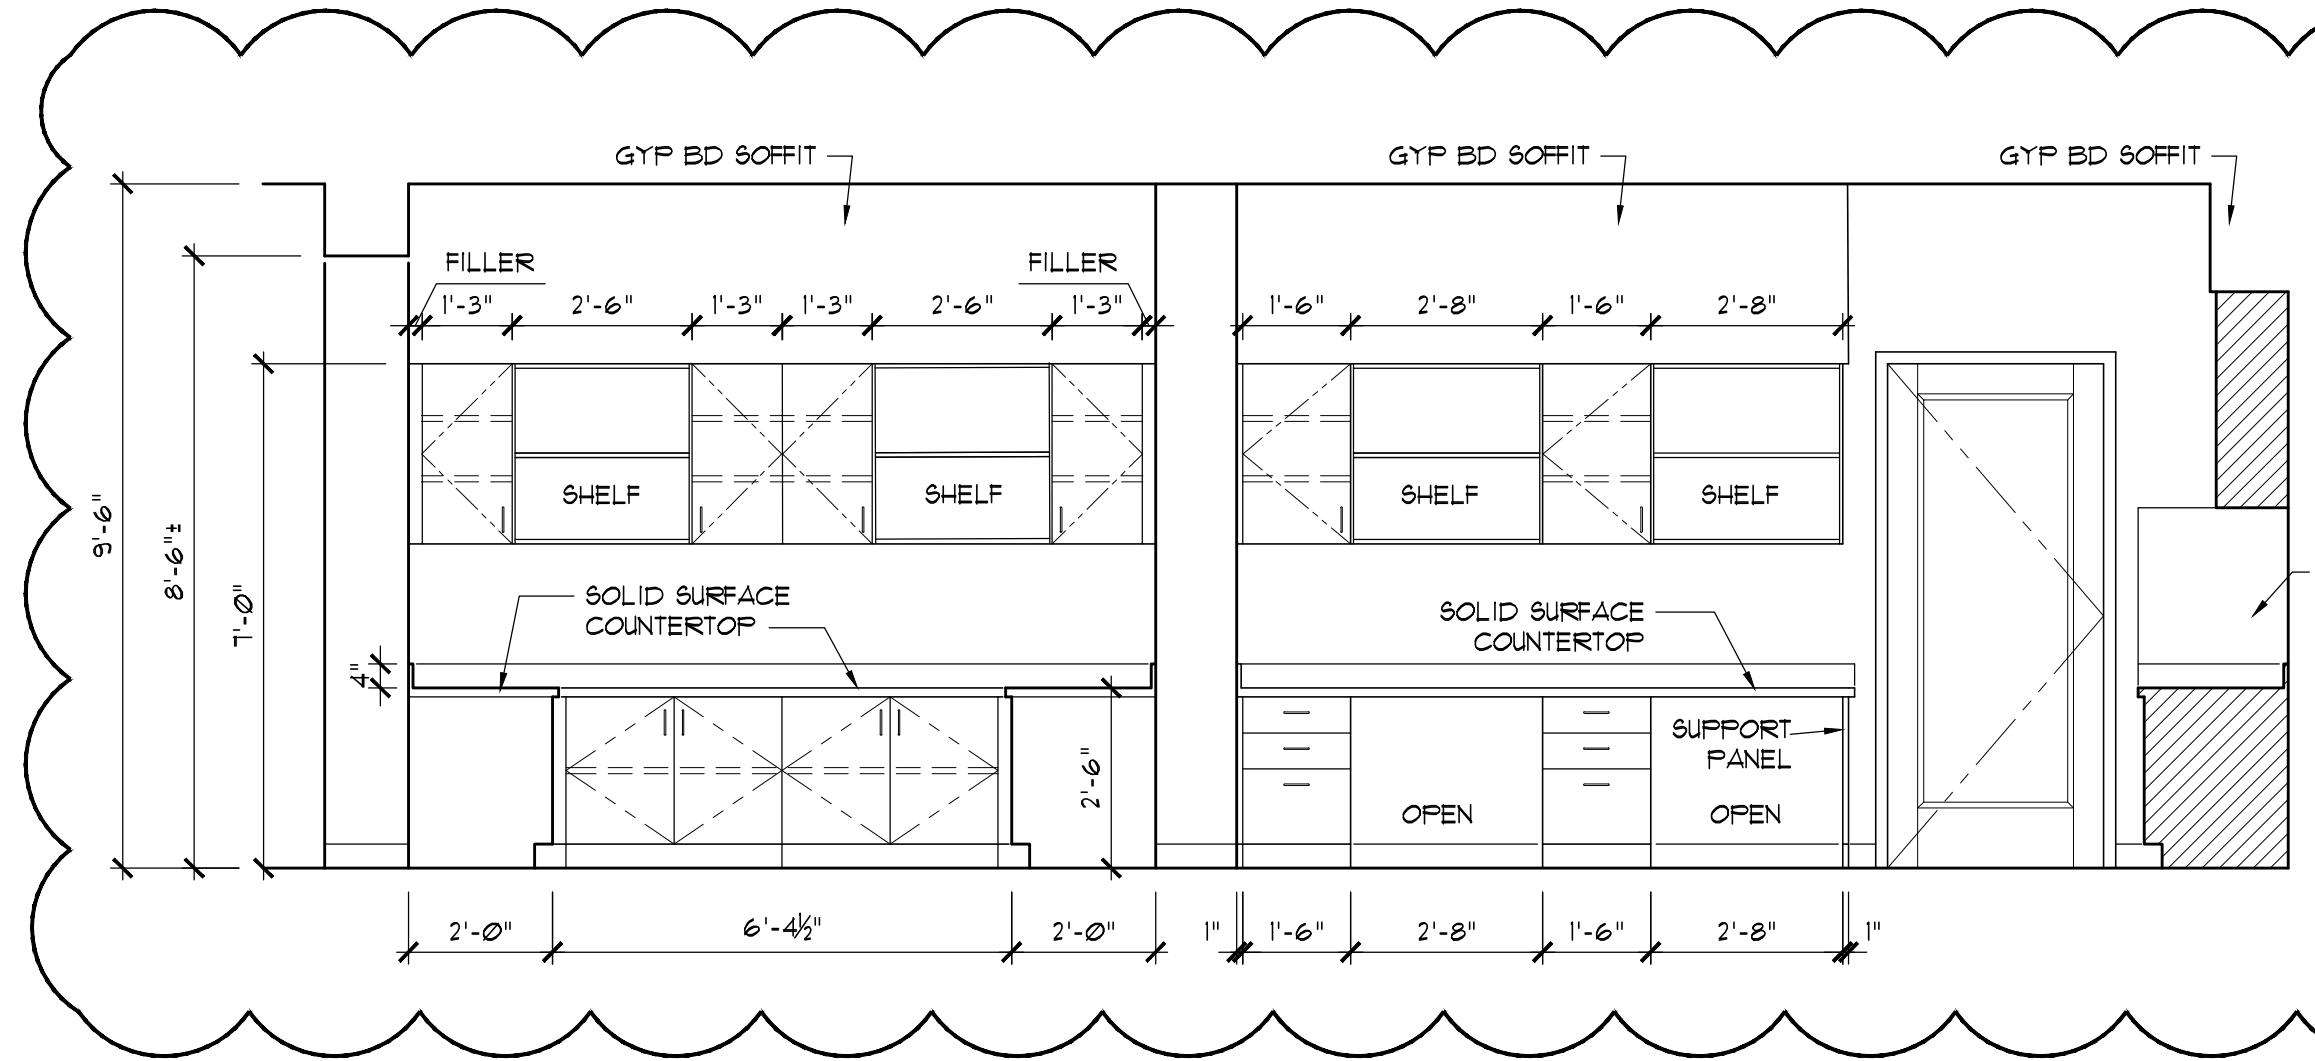 GYP BD SOFFIT
GYP BD SOFFIT
GYP BD SOFFIT
FILLER
FILLER
1'-3"
2'-6"
1'-3"
1'-3"
2'-6"
1'-3"
1'-6"
2'-8"
1'-6"
2'-8"
9'-6"
8'-6"±
7'-0"
SHELF
SHELF
SHELF
SHELF
SOLID SURFACE
COUNTERTOP
SOLID SURFACE
COUNTERTOP
4"
2'-6"
SUPPORT
PANEL
OPEN
OPEN
2'-0"
6'-4½"
2'-0"
1"
1'-6"
2'-8"
1'-6"
2'-8"
1"